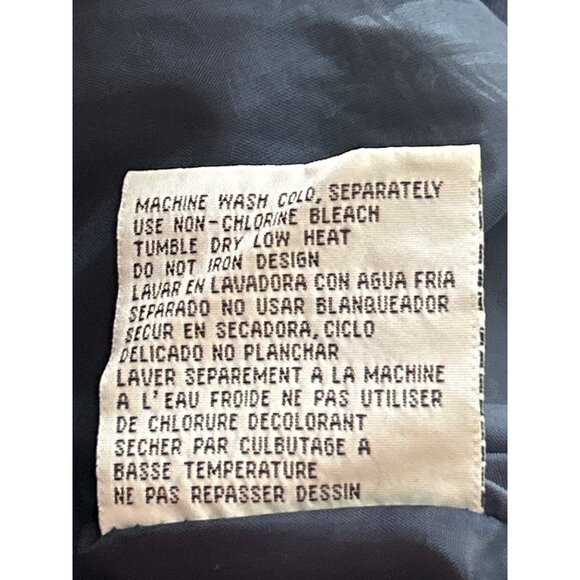 MACHINE WASH COLD, SEPARATELY
USE NON-CHLORINE BLEACH
TUMBLE DRY LOW HEAT
DO NOT IRON DESIGN
LAVAR EN LAVADORA CON AGUA FRIA
SEPARADO NO USAR BLANQUEADOR
SECUR EN SECADORA, CICLO
DELICADO NO PLANCHAR
LAVER SEPAREMENT A LA MACHINE
A L'EAU FROIDE NE PAS UTILISER
DE CHLORURE DECOLORANT
SECHER PAR CULBUTAGE A
BASSE TEMPERATURE
NE PAS REPASSER DESSIN